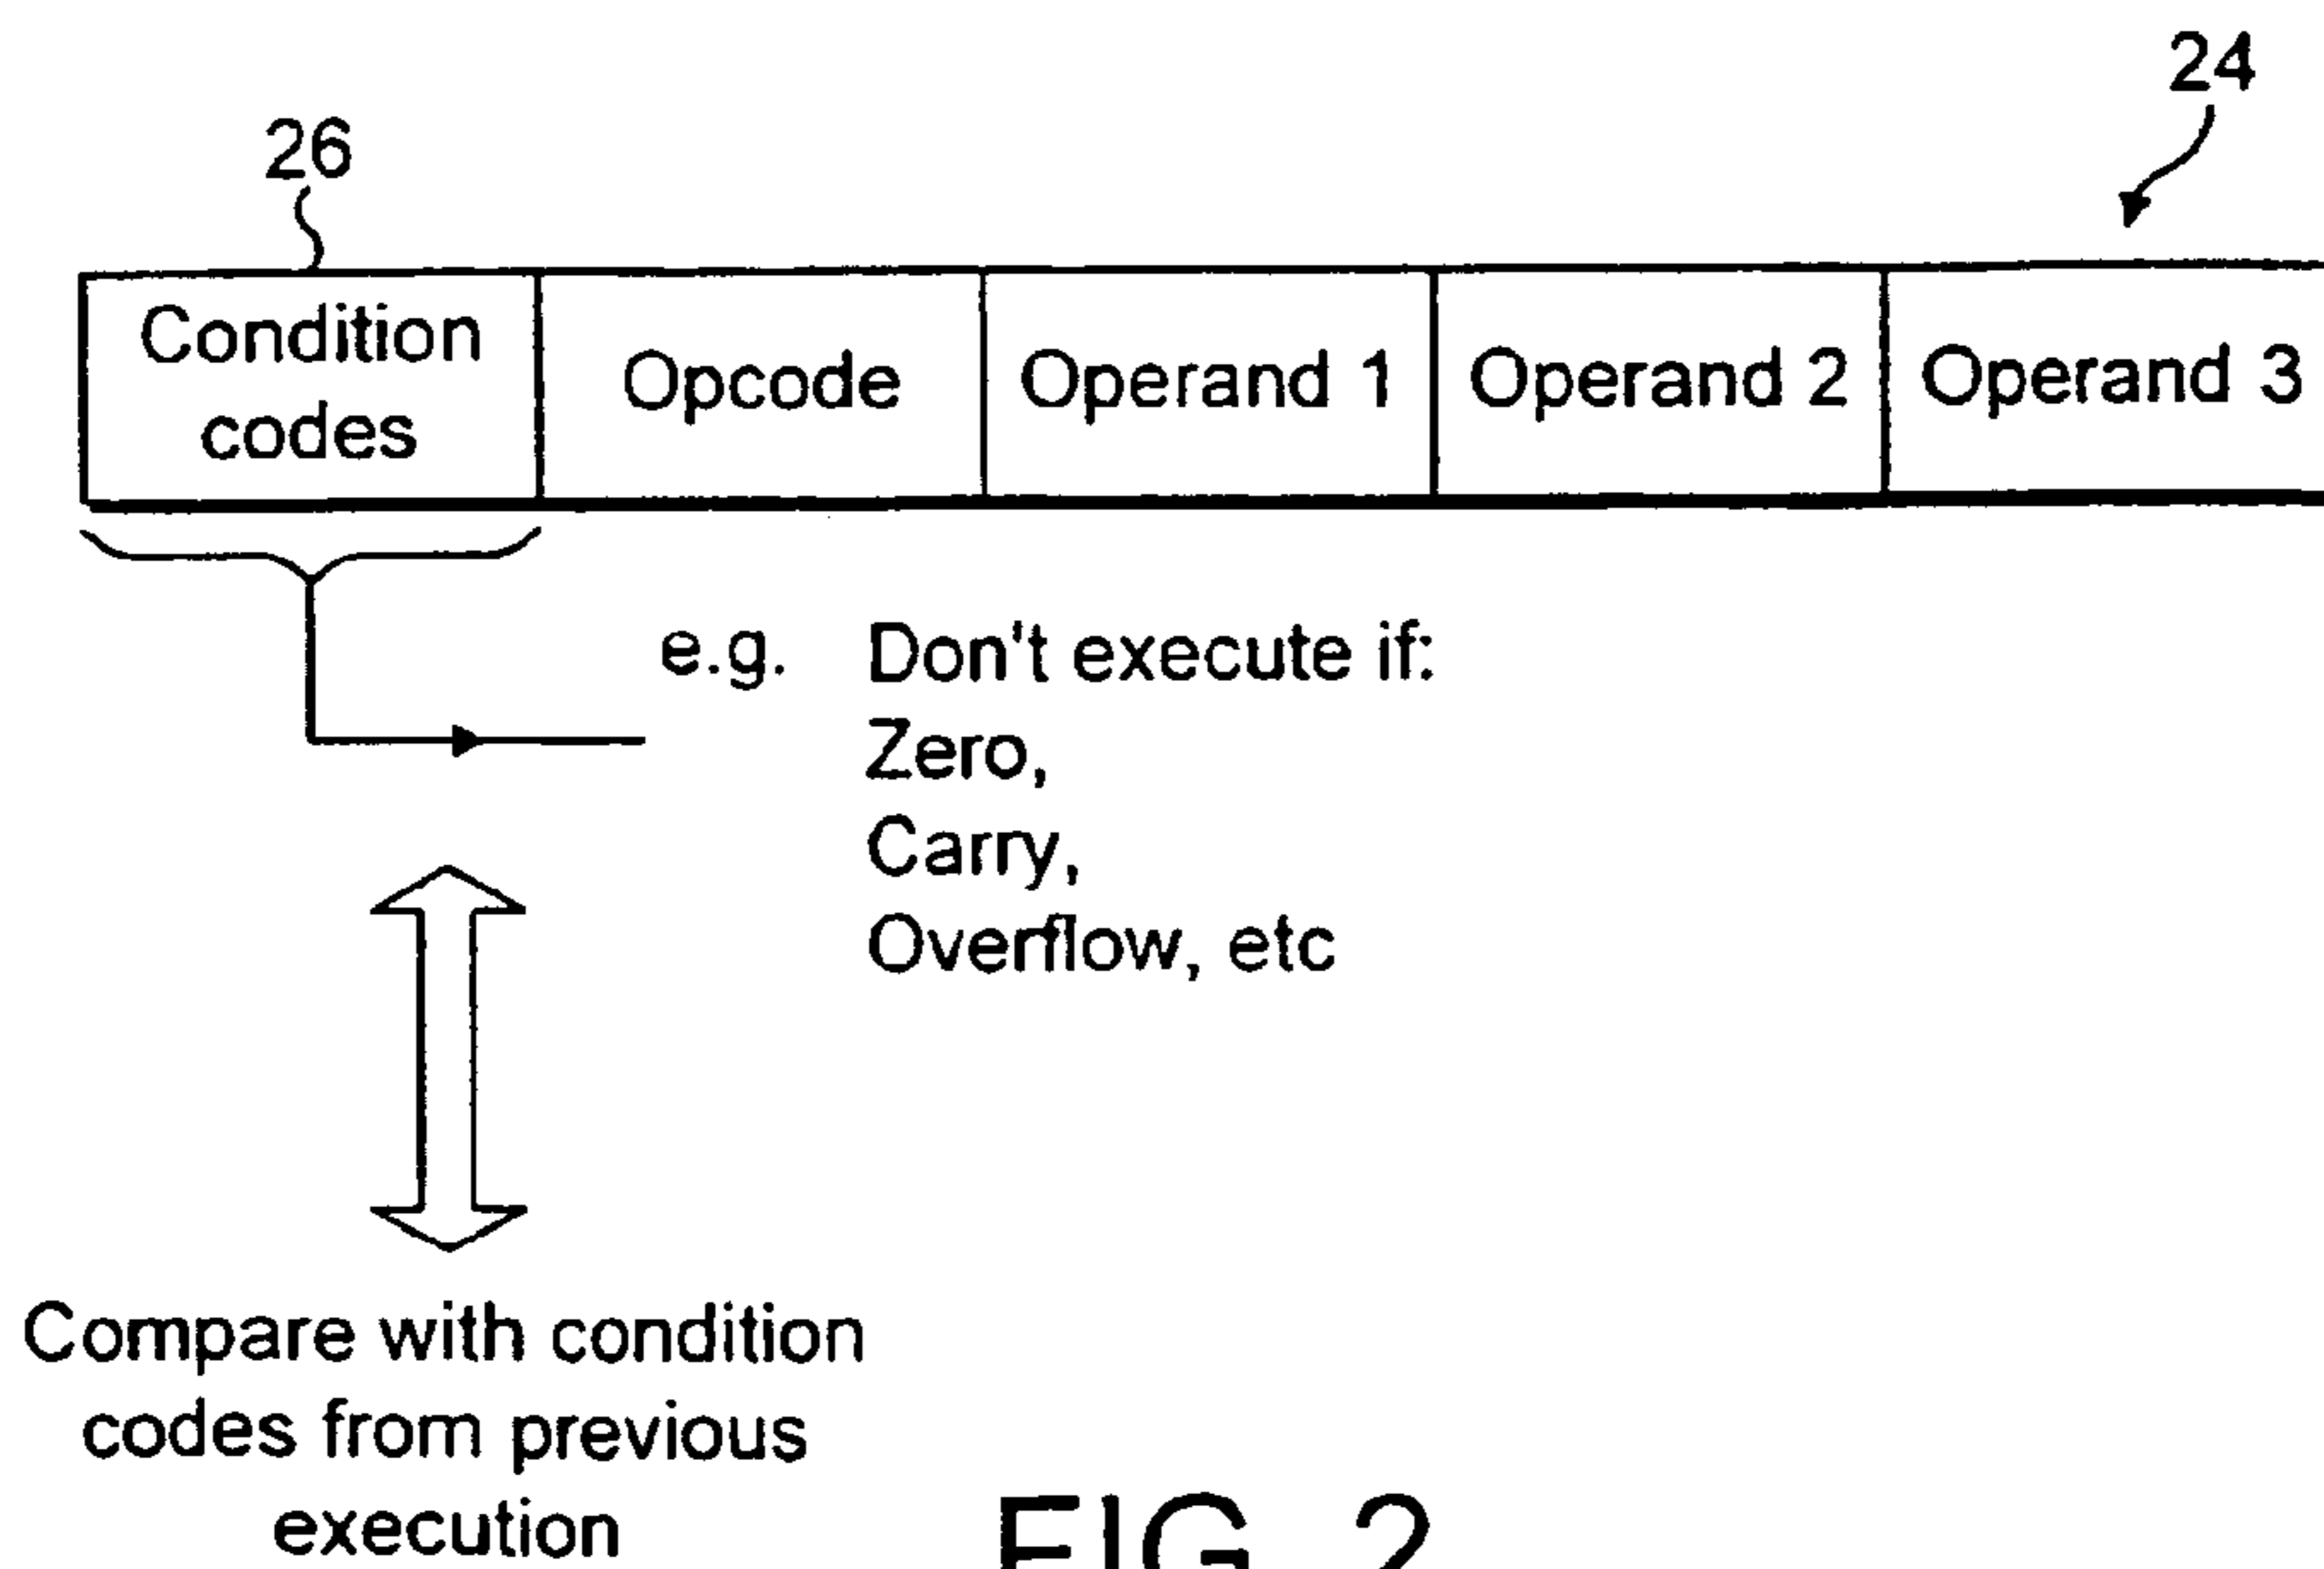 24
26
Condition
codes
Opcode
Operand 1
Operand 2
Operand 3
e.g. Don't execute if:
Zero,
Carry,
Overflow, etc
Compare with condition
codes from previous
execution
FIG. 2